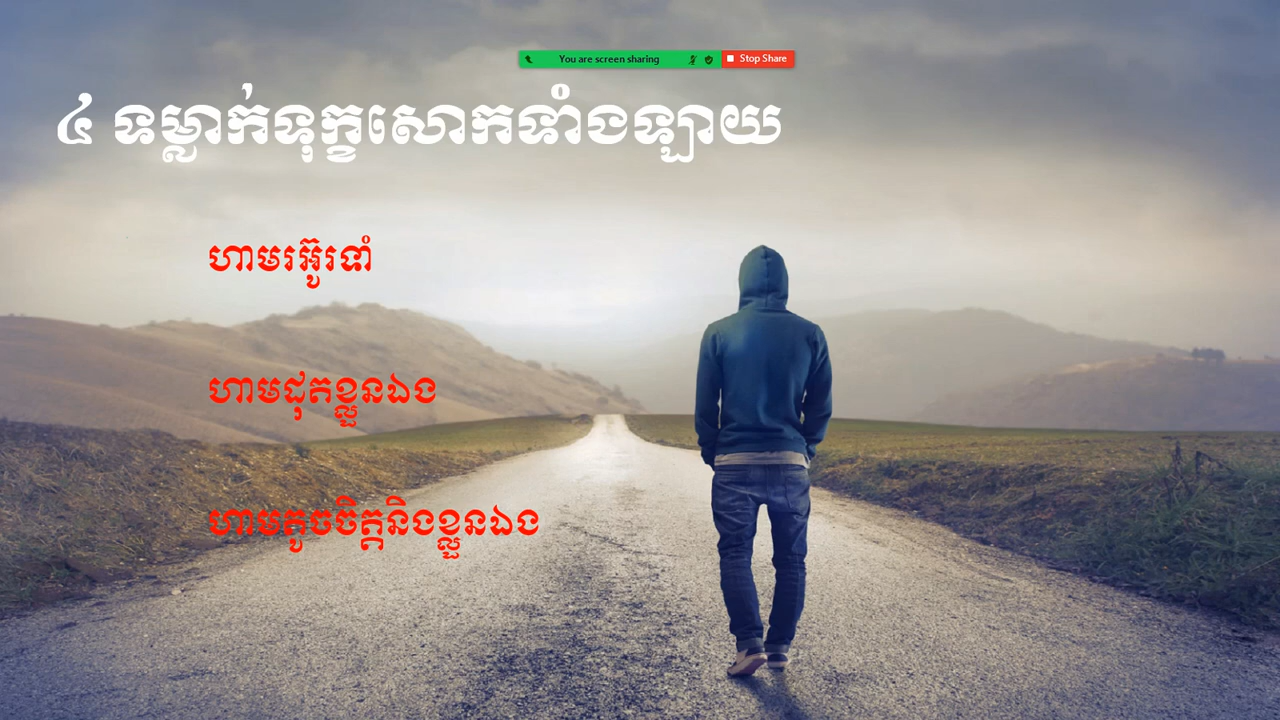 You are screen sharing
Stop Share
៤ ទម្លាក់ទុក្ខសោកទាំងឡាយ
ហាមរអ៊ូរទាំ
ហាមដុតខ្លួនឯង
ហាមតូចចិត្តនិងខ្លួនឯង